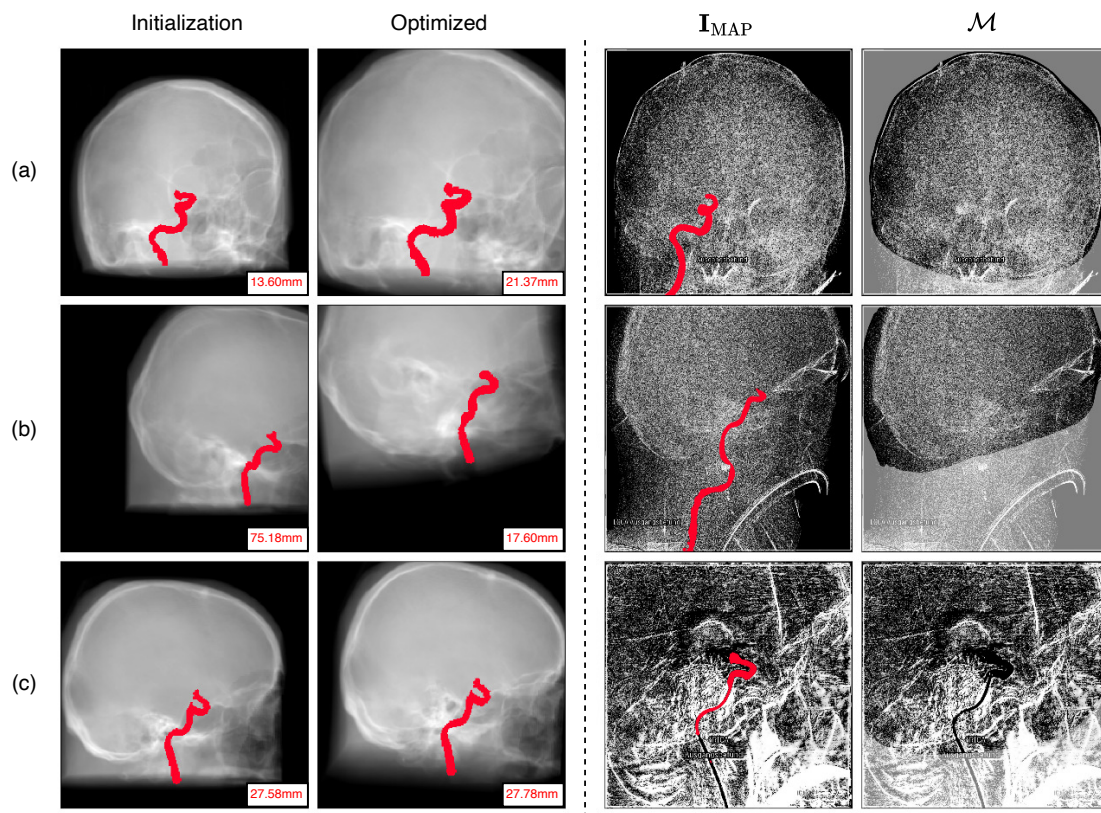 Initialization Optimized I_MAP ℳ
(a)
13.60mm 21.37mm
(b)
75.18mm 17.60mm
(c)
27.58mm 27.78mm